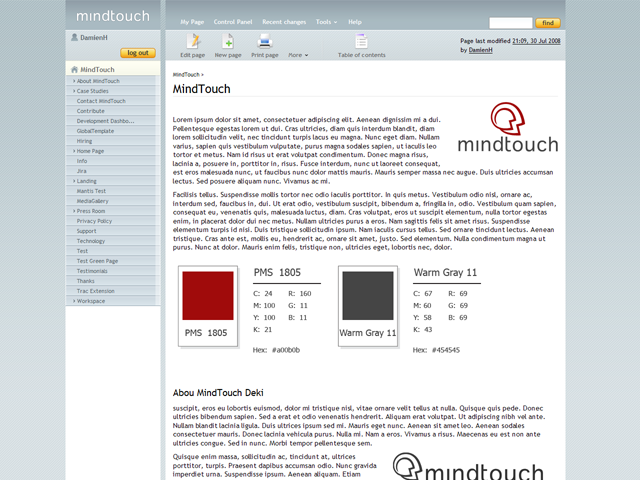 mindtouch
My Page Control Panel Recent changes Tools Help
find
DamienH
log out
Edit page New page Print page More Table of contents
Page last modified 21:09, 30 Jul 2008
by DamienH
MindTouch
About MindTouch
Case Studies
Contact MindTouch
Contribute
Development Dashbo...
GlobalTemplate
Hiring
Home Page
Info
Jira
Landing
Mantis Test
MediaGallery
Press Room
Privacy Policy
Support
Technology
Test
Test Green Page
Testimonials
Thanks
Trac Extension
Workspace
MindTouch >
MindTouch
mindtouch
Lorem ipsum dolor sit amet, consectetuer adipiscing elit. Aenean dignissim mi a dui.
Pellentesque egestas lorem ut dui. Cras ultricies, diam quis interdum blandit, diam
lorem sollicitudin velit, nec tincidunt turpis lacus eu magna. Nunc eget diam. Nullam
varius, sapien quis vestibulum vulputate, purus magna sodales sapien, ut iaculis leo
tortor et metus. Nam id risus ut erat volutpat condimentum. Donec magna risus,
lacinia a, posuere in, porttitor in, risus. Fusce interdum, nunc ut laoreet consequat,
est eros malesuada nunc, ut faucibus nunc dolor mattis mauris. Mauris semper massa nec augue. Duis ultricies accumsan
lectus. Sed posuere aliquam nunc. Vivamus ac mi.
Facilisis tellus. Suspendisse mollis tortor nec odio iaculis porttitor. In quis metus. Vestibulum odio nisl, ornare ac,
interdum sed, faucibus in, dui. Ut erat odio, vestibulum suscipit, bibendum a, fringilla in, odio. Vestibulum quam sapien,
consequat eu, venenatis quis, malesuada luctus, diam. Cras volutpat, eros ut suscipit elementum, nulla tortor egestas
enim, in placerat dolor dui nec metus. Nullam ultricies purus a eros. Nam sagittis felis sit amet risus. Suspendisse
elementum turpis id nisi. Duis tristique sollicitudin ipsum. Nam iaculis cursus tellus. Sed ornare tincidunt lectus. Aenean
tristique. Cras ante est, mollis eu, hendrerit ac, ornare sit amet, justo. Sed elementum. Nulla condimentum magna ut
purus. Nunc at dolor. Mauris enim felis, tristique non, ultricies eget, lobortis nec, dolor.
PMS 1805
PMS 1805
C: 24 R: 160
M: 100 G: 11
Y: 100 B: 11
K: 21
Hex: #a00b0b
Warm Gray 11
Warm Gray 11
C: 67 R: 69
M: 60 G: 69
Y: 58 B: 69
K: 43
Hex: #454545
Abou MindTouch Deki
suscipit, eros eu lobortis euismod, dolor mi tristique nisl, vitae ornare velit tellus at nulla. Quisque quis pede. Donec
ultricies bibendum sapien. Sed a erat et odio venenatis hendrerit. Aliquam erat volutpat. Ut adipiscing nibh vel ante.
Nullam blandit lacinia ligula. Duis ultrices ipsum sed mi. Mauris eget nunc. Aenean sit amet leo. Aenean sodales
consectetuer mauris. Donec lacinia vehicula purus. Nulla mi. Nam a eros. Vivamus a risus. Maecenas eu est non ante
ultricies congue. Sed in nunc. Morbi tempor pellentesque sem.
Quisque enim massa, sollicitudin ac, tincidunt at, ultrices
porttitor, turpis. Praesent dapibus accumsan odio. Nunc gravida
imperdiet urna. Suspendisse ipsum. Aenean aliquam. Etiam
mindtouch